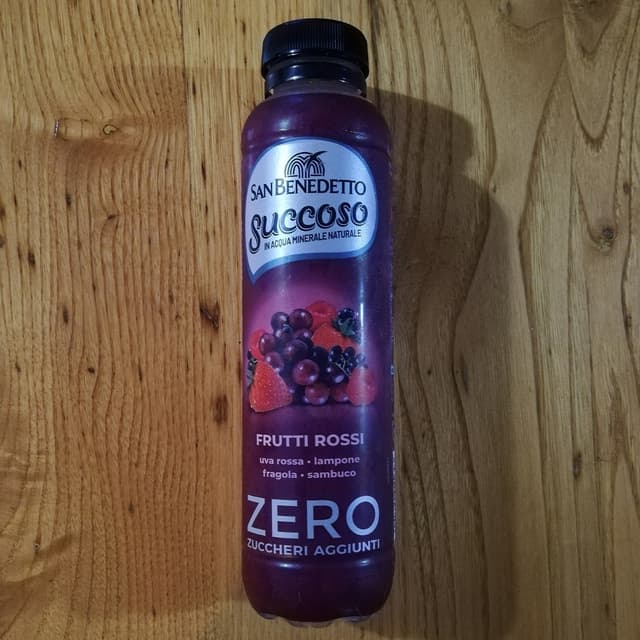 SAN BENEDETTO
succoso
IN ACQUA MINERALE NATURALE
FRUTTI ROSSI
uva rossa • lampone
fragola • sambuco
ZERO
ZUCCHERI AGGIUNTI